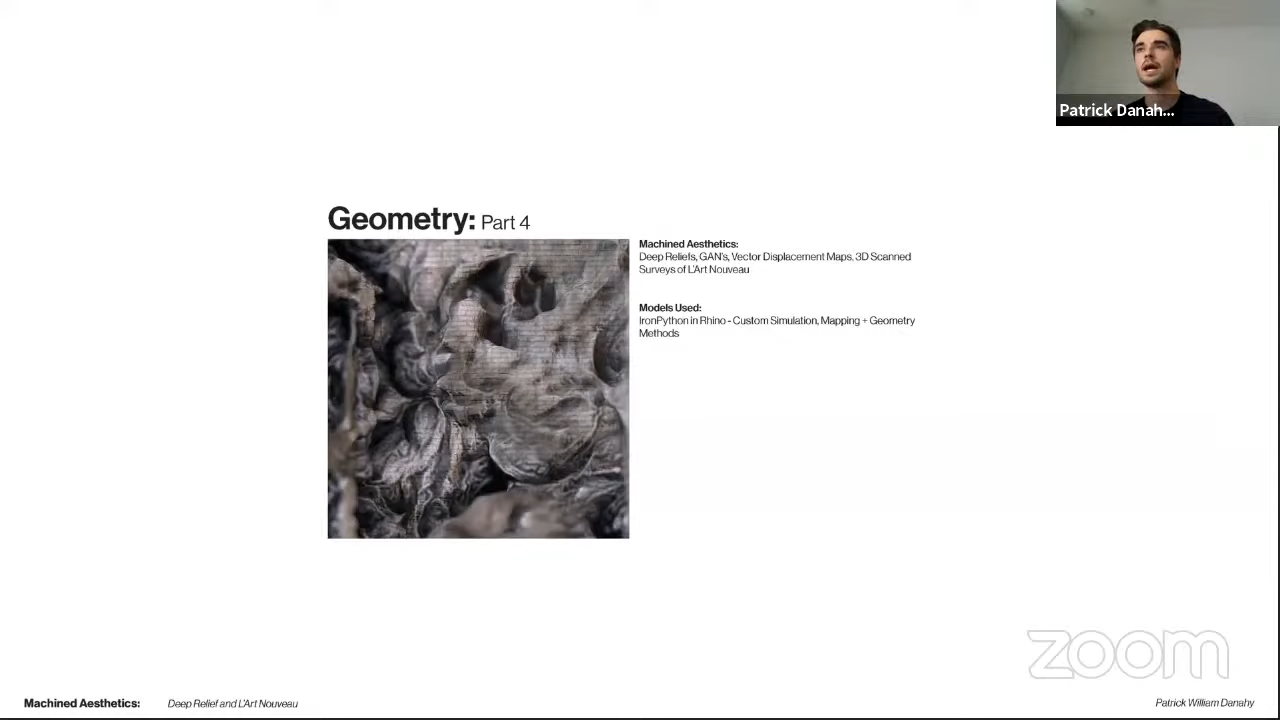 Patrick Danah...
Geometry: Part 4
Machined Aesthetics:
Deep Reliefs, GAN's, Vector Displacement Maps, 3D Scanned
Surveys of L'Art Nouveau
Models Used:
IronPython in Rhino - Custom Simulation, Mapping + Geometry
Methods
zoom
Machined Aesthetics: Deep Relief and L'Art Nouveau
Patrick William Danahy